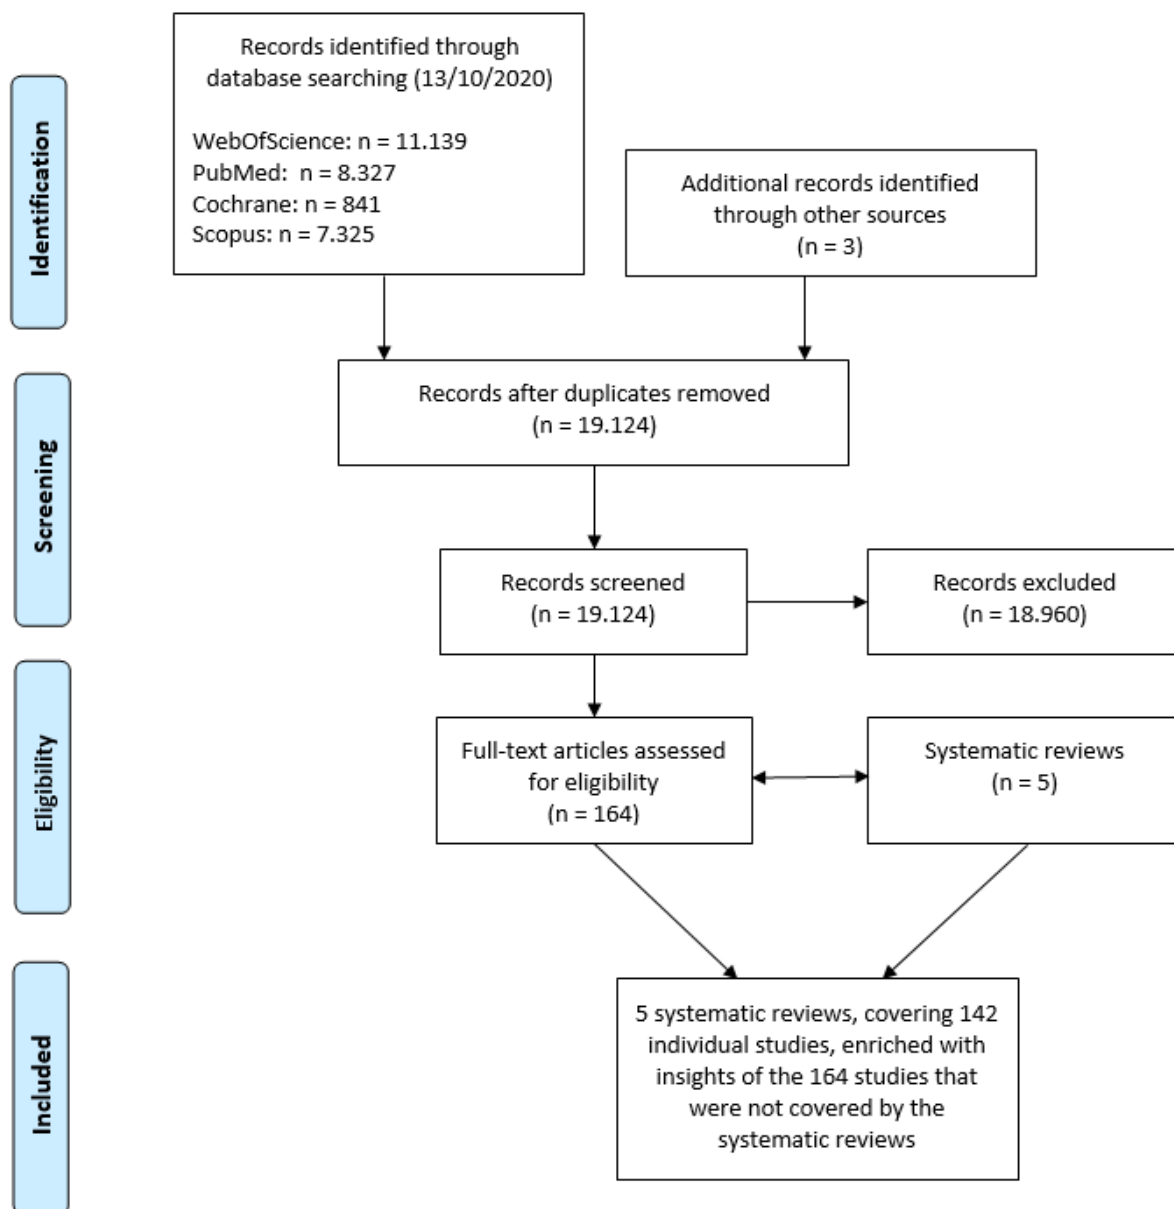 Identification
Records identified through
database searching (13/10/2020)
WebOfScience: n = 11.139
PubMed:  n = 8.327
Cochrane: n = 841
Scopus: n = 7.325
Additional records identified
through other sources
(n = 3)
Screening
Records after duplicates removed
(n = 19.124)
Records screened
(n = 19.124)
Records excluded
(n = 18.960)
Eligibility
Full-text articles assessed
for eligibility
(n = 164)
Systematic reviews
(n = 5)
Included
5 systematic reviews, covering 142
individual studies, enriched with
insights of the 164 studies that
were not covered by the
systematic reviews